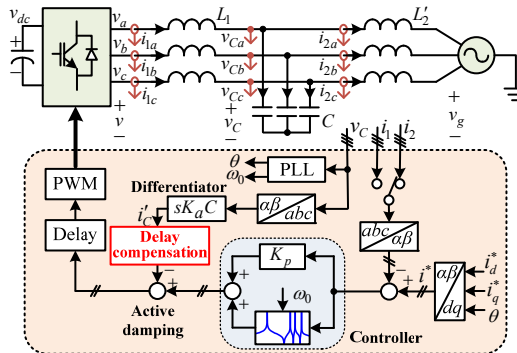 v_dc
+
−
v_a
v_b
v_c
i_1a
i_1b
i_1c
+
v
−
L_1
v_Ca
v_Cb
v_Cc
+
v_C
−
C
i_2a
i_2b
i_2c
L'_2
+
v_g
−
v_C
i_1
i_2
θ
ω_0
PLL
PWM
Differentiator
sK_aC
αβ
abc
i'_C
abc
αβ
Delay
Delay
compensation
−
+
Active
damping
K_p
+
+
ω_0
−
+
i*
αβ
dq
i*_d
i*_q
θ
Controller